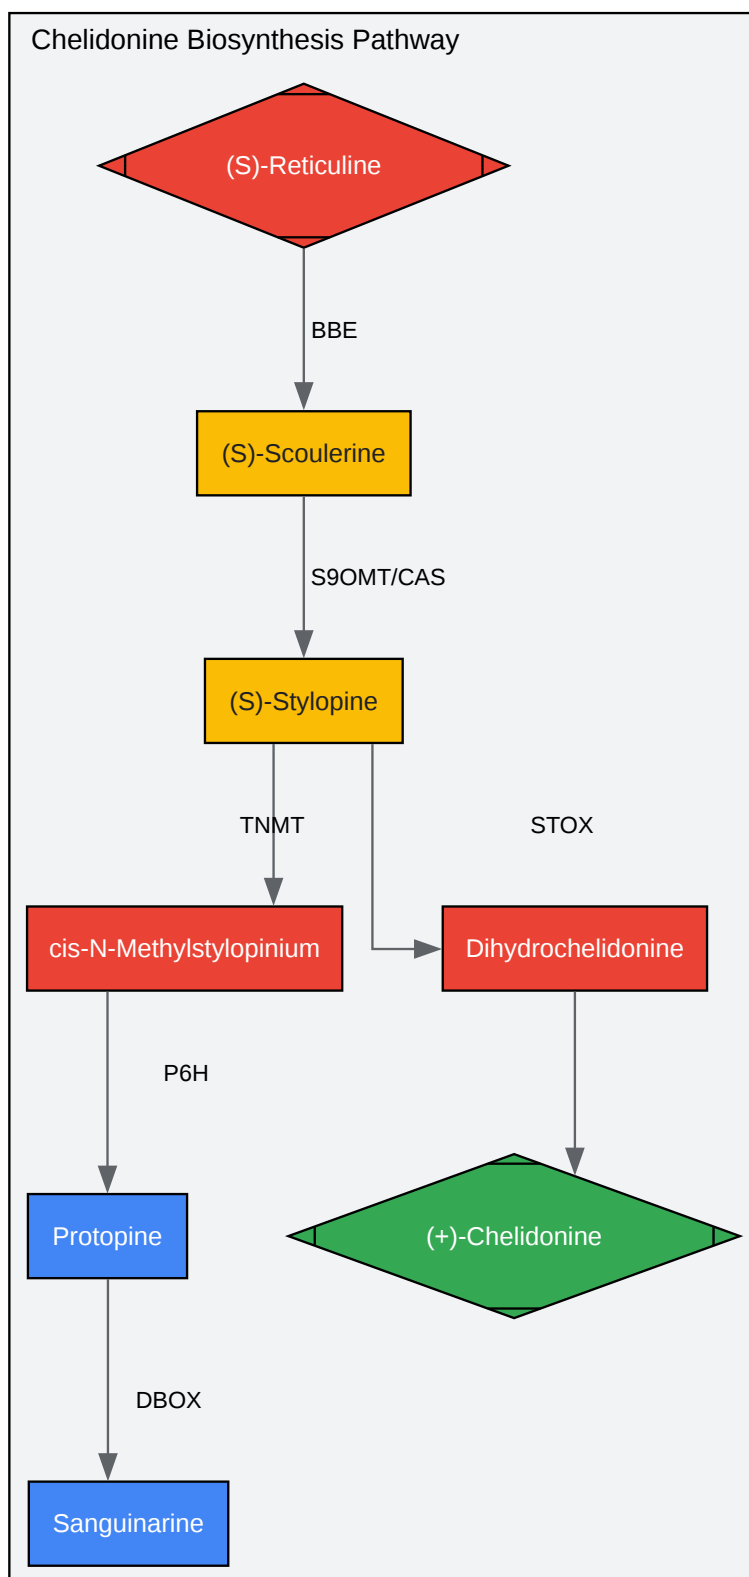 Chelidonine Biosynthesis Pathway
(S)-Reticuline
BBE
(S)-Scoulerine
S9OMT/CAS
(S)-Stylopine
TNMT
STOX
cis-N-Methylstylopinium
Dihydrochelidonine
P6H
Protopine
(+)-Chelidonine
DBOX
Sanguinarine